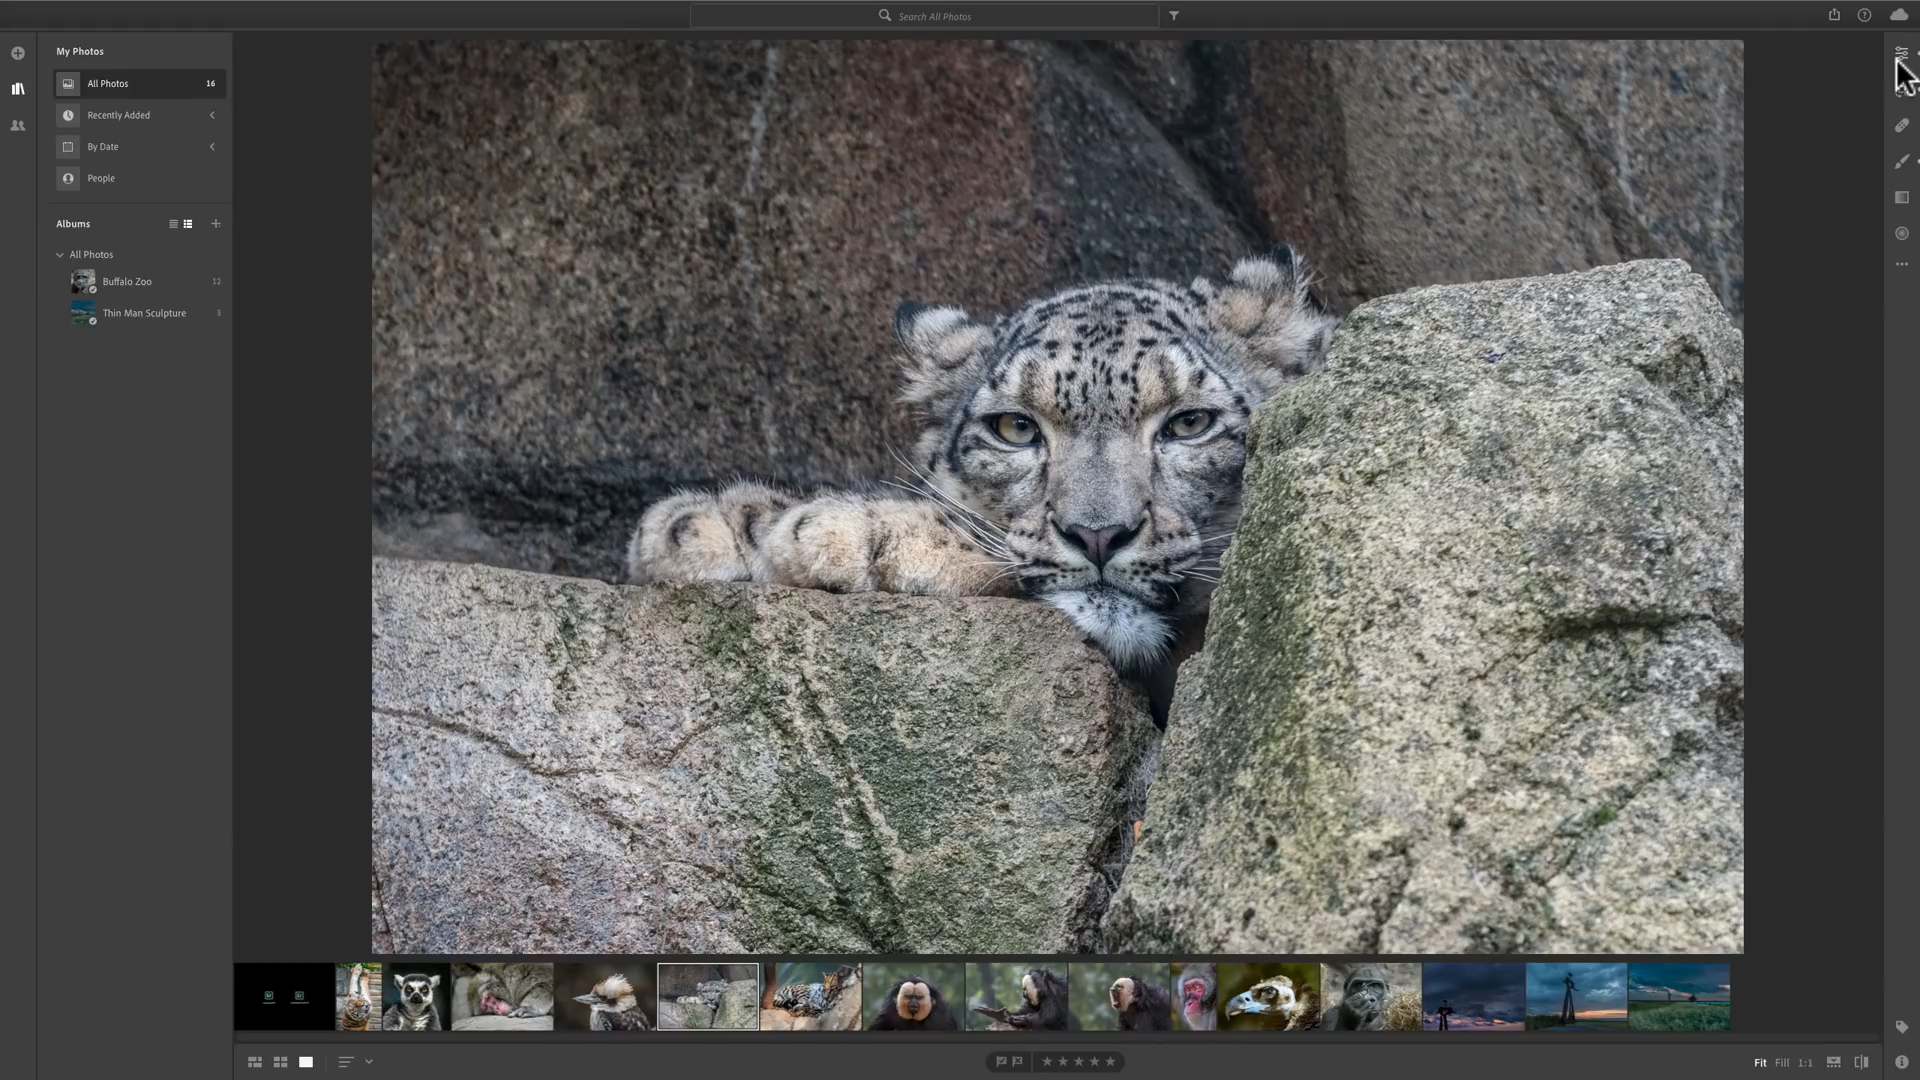 Search All Photos
My Photos
All Photos 16
Recently Added
By Date
People
Albums
All Photos
Buffalo Zoo 12
Thin Man Sculpture 3
Fit Fill 1:1